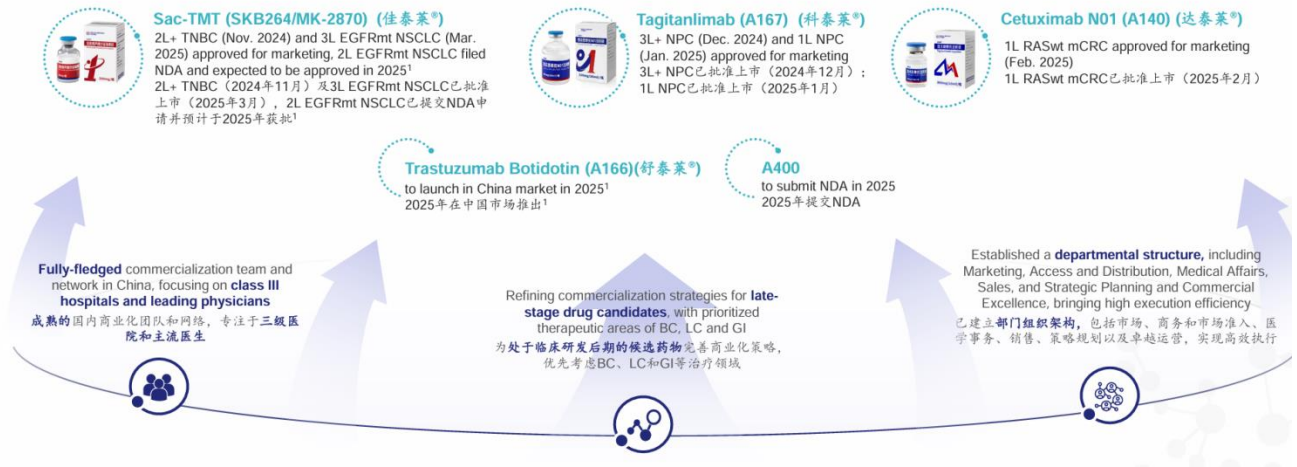 Sac-TMT (SKB264/MK-2870) (佳泰莱®)
2L+ TNBC (Nov. 2024) and 3L EGFRmt NSCLC (Mar.
2025) approved for marketing, 2L EGFRmt NSCLC filed
NDA and expected to be approved in 2025¹
2L+ TNBC（2024年11月）及3L EGFRmt NSCLC已批准
上市（2025年3月），2L EGFRmt NSCLC已提交NDA申
请并预计于2025年获批¹
Tagitanlimab (A167) (科泰莱®)
3L+ NPC (Dec. 2024) and 1L NPC
(Jan. 2025) approved for marketing
3L+ NPC已批准上市（2024年12月）；
1L NPC已批准上市（2025年1月）
Cetuximab N01 (A140) (达泰莱®)
1L RASwt mCRC approved for marketing
(Feb. 2025)
1L RASwt mCRC已批准上市（2025年2月）
Trastuzumab Botidotin (A166)(舒泰莱®)
to launch in China market in 2025¹
2025年在中国市场推出¹
A400
to submit NDA in 2025
2025年提交NDA
Fully-fledged commercialization team and
network in China, focusing on class III
hospitals and leading physicians
成熟的国内商业化团队和网络，专注于三级医
院和主流医生
Refining commercialization strategies for late-
stage drug candidates, with prioritized
therapeutic areas of BC, LC and GI
为处于临床研发后期的候选药物完善商业化策略，
优先考虑BC、LC和GI等治疗领域
Established a departmental structure, including
Marketing, Access and Distribution, Medical Affairs,
Sales, and Strategic Planning and Commercial
Excellence, bringing high execution efficiency
已建立部门组织架构，包括市场、商务和市场准入、医
学事务、销售、策略规划以及卓越运营，实现高效执行